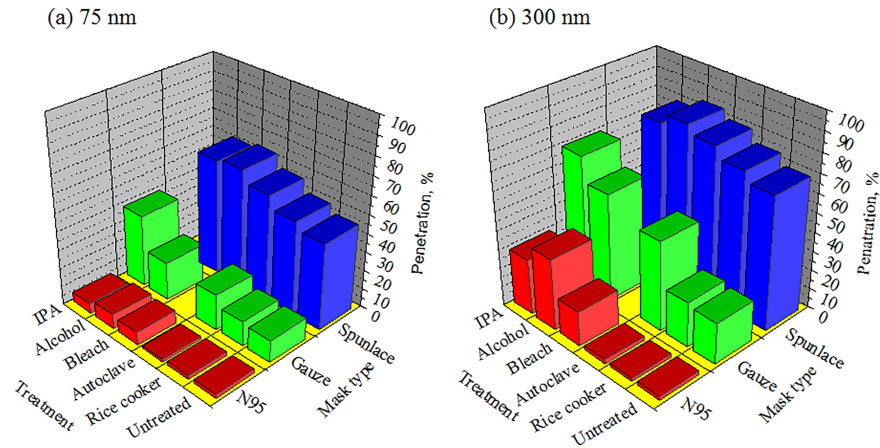 (a) 75 nm
100
90
80
70
60
50
40
30
20
10
0
Penetration, %
IPA
Alcohol
Bleach
Autoclave
Rice cooker
Untreated
Treatment
N95
Gauze
Spunlace
Mask type
(b) 300 nm
100
90
80
70
60
50
40
30
20
10
0
Penatration, %
IPA
Alcohol
Bleach
Autoclave
Rice cooker
Untreated
Treatment
N95
Gauze
Spunlace
Mask type